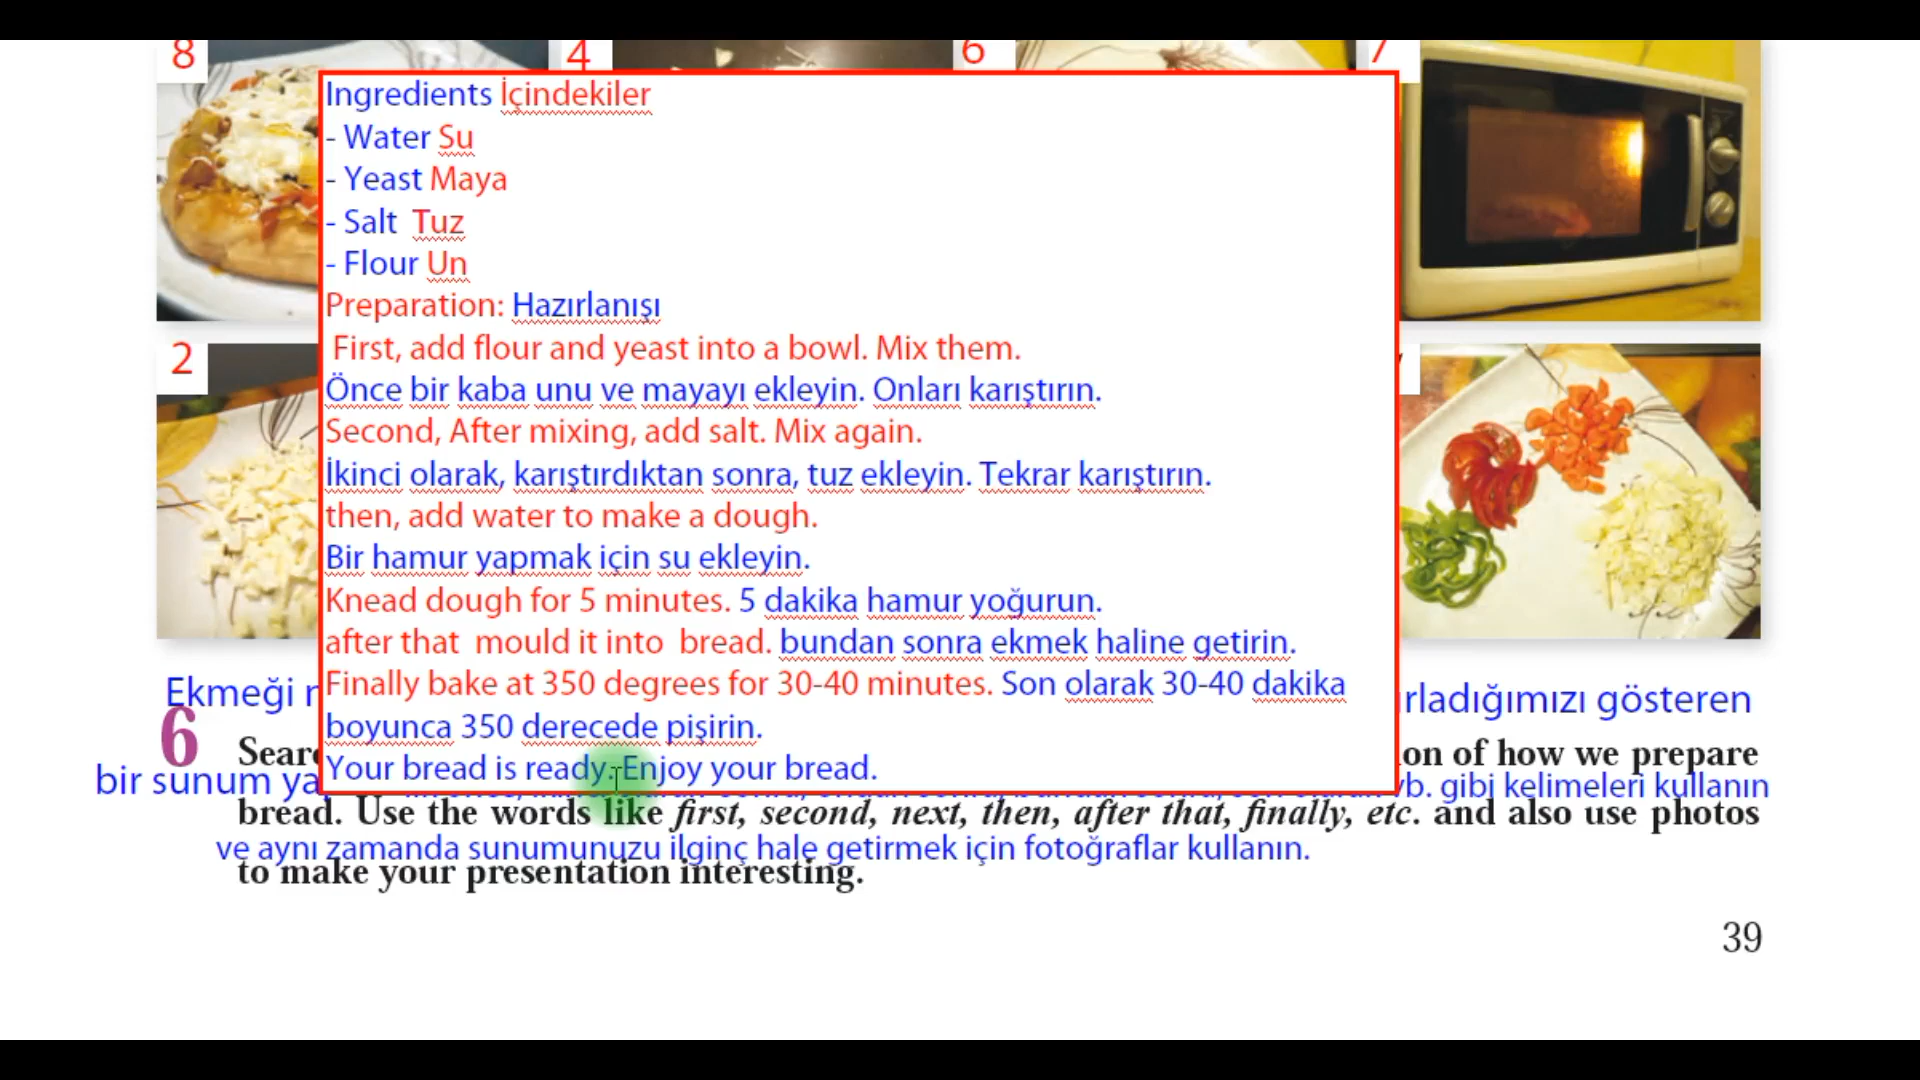 8
4
6
7
Ingredients İçindekiler
- Water Su
- Yeast Maya
- Salt Tuz
- Flour Un
Preparation: Hazırlanışı
First, add flour and yeast into a bowl. Mix them.
2
Önce bir kaba unu ve mayayı ekleyin. Onları karıştırın.
Second, After mixing, add salt. Mix again.
İkinci olarak, karıştırdıktan sonra, tuz ekleyin. Tekrar karıştırın.
then, add water to make a dough.
Bir hamur yapmak için su ekleyin.
Knead dough for 5 minutes. 5 dakika hamur yoğurun.
after that mould it into bread. bundan sonra ekmek haline getirin.
Finally bake at 350 degrees for 30-40 minutes. Son olarak 30-40 dakika
boyunca 350 derecede pişirin.
Your bread is ready. Enjoy your bread.
Ekmeği
gösteren
6
of how we prepare
bir sunum
vb. gibi kelimeleri kullanın
bread. Use the words like first, second, next, then, after that, finally, etc. and also use photos
ve aynı zamanda sunumunuzu ilginç hale getirmek için fotoğraflar kullanın.
to make your presentation interesting.
39